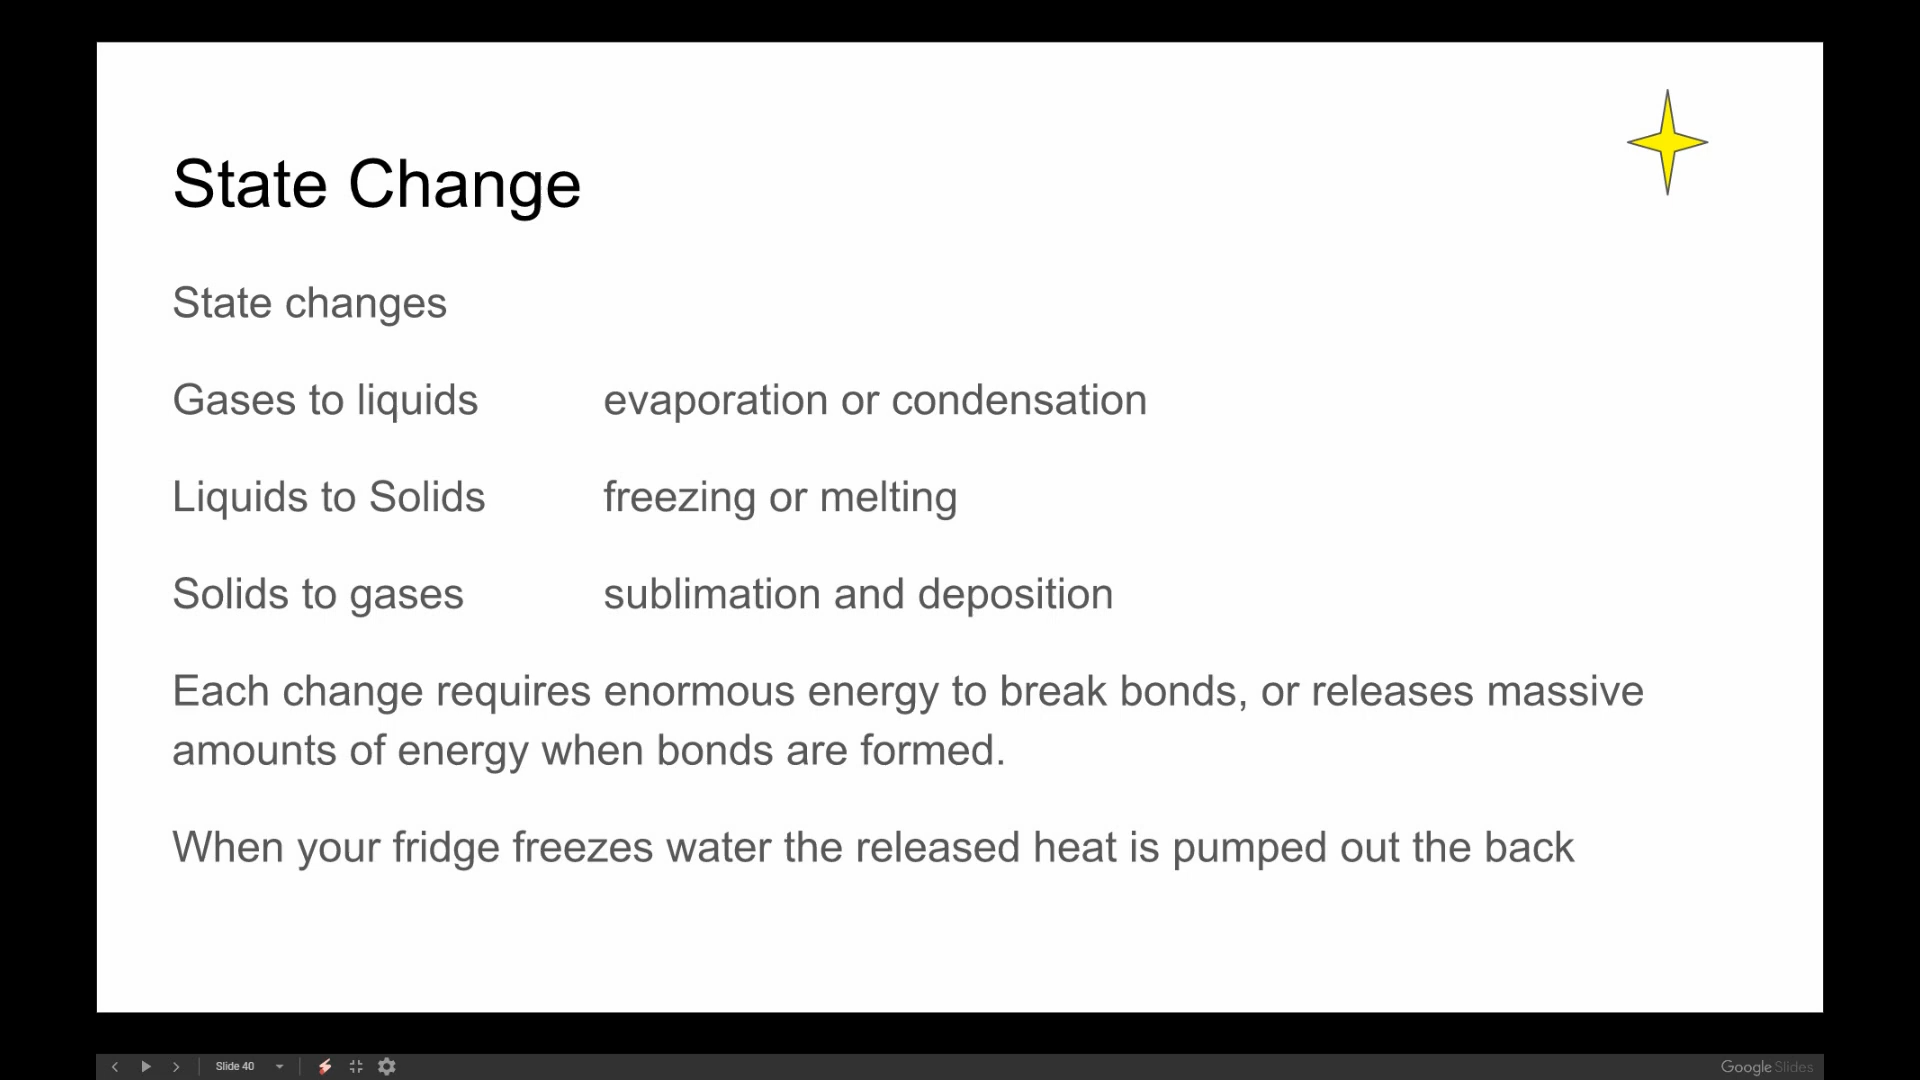 State Change
State changes
Gases to liquids evaporation or condensation
Liquids to Solids freezing or melting
Solids to gases sublimation and deposition
Each change requires enormous energy to break bonds, or releases massive
amounts of energy when bonds are formed.
When your fridge freezes water the released heat is pumped out the back
Slide 40
Google Slides